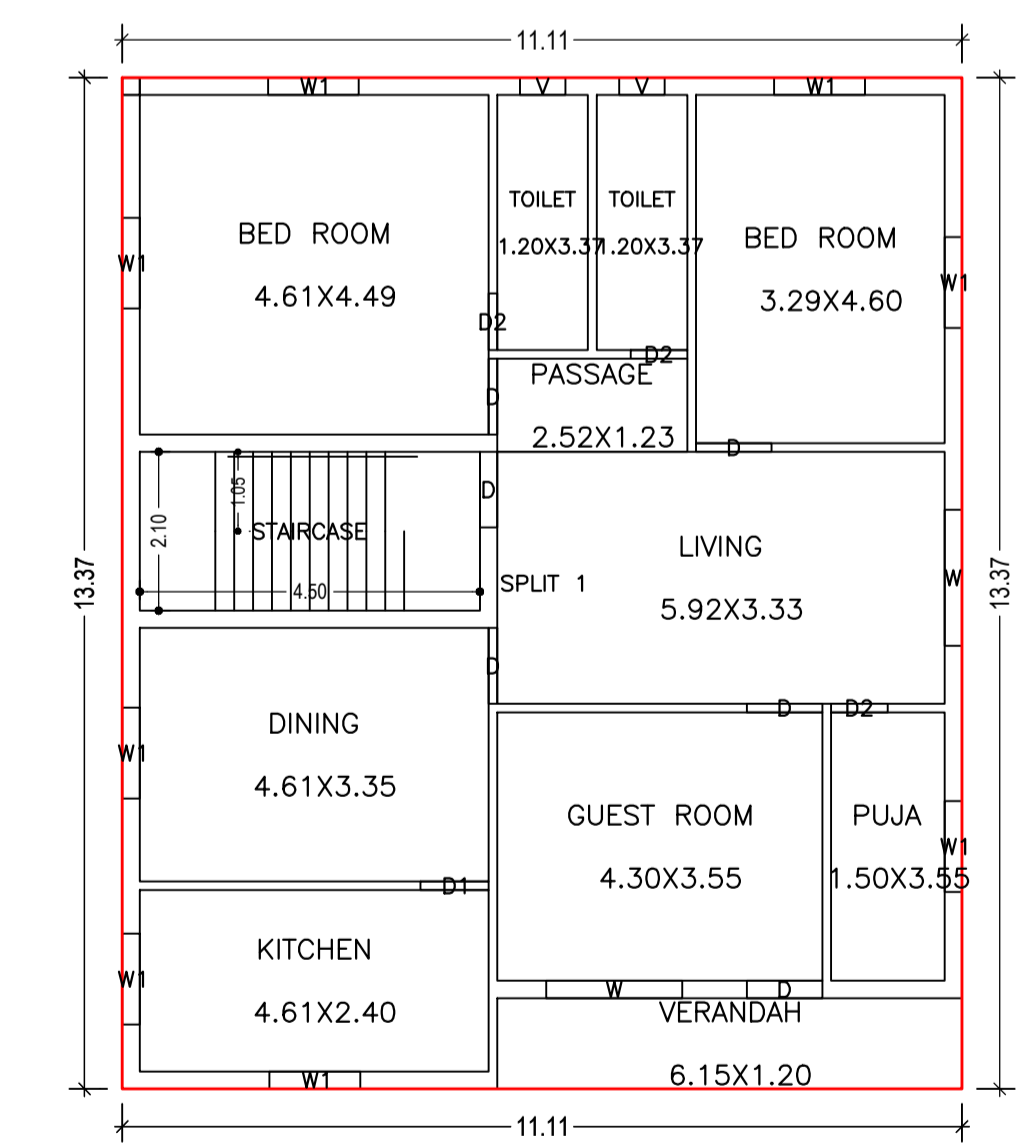 11.11
W1
V
V
W1
TOILET
TOILET
BED ROOM
BED ROOM
1.20X3.37
1.20X3.37
W1
W1
4.61X4.49
3.29X4.60
D2
D2
PASSAGE
D
2.52X1.23
D
D
1.05
2.10
STAIRCASE
LIVING
13.37
13.37
W
SPLIT 1
4.50
5.92X3.33
D
D
D2
DINING
W1
4.61X3.35
GUEST ROOM
PUJA
W1
4.30X3.55
1.50X3.55
D1
KITCHEN
W1
W
D
4.61X2.40
VERANDAH
6.15X1.20
W1
11.11